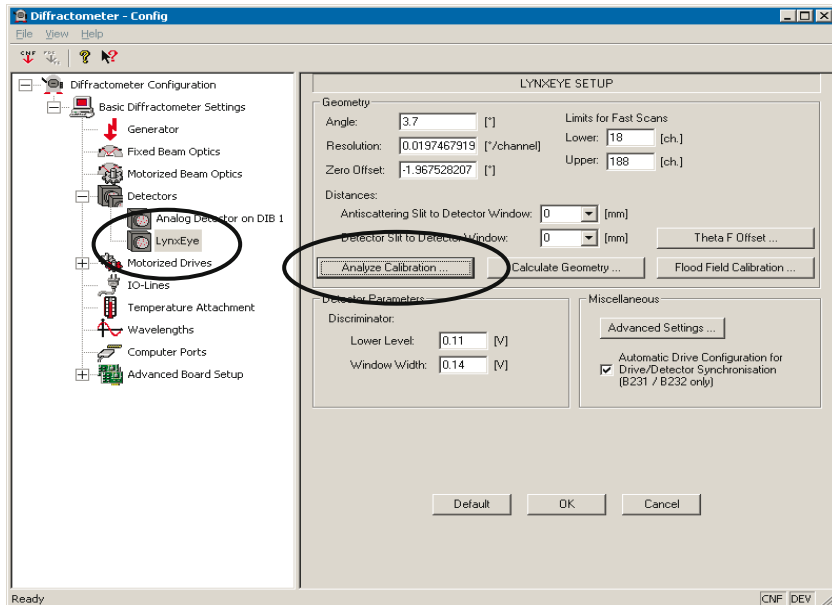 Diffractometer - Config
File View Help
Diffractometer Configuration
Basic Diffractometer Settings
Generator
Fixed Beam Optics
Motorized Beam Optics
Detectors
Analog Detector on DIB 1
LynxEye
Motorized Drives
IO-Lines
Temperature Attachment
Wavelengths
Computer Ports
Advanced Board Setup
LYNXEYE SETUP
Geometry
Angle: 3.7 [°]
Resolution: 0.0197467919 [°/channel]
Zero Offset: -1.967528207 [°]
Limits for Fast Scans
Lower: 18 [ch.]
Upper: 188 [ch.]
Distances:
Antiscattering Slit to Detector Window: 0 [mm]
Detector Slit to Detector Window: 0 [mm]
Theta F Offset ...
Analyze Calibration ... Calculate Geometry ... Flood Field Calibration ...
Detector Parameters
Discriminator:
Lower Level: 0.11 [V]
Window Width: 0.14 [V]
Miscellaneous
Advanced Settings ...
Automatic Drive Configuration for
Drive/Detector Synchronisation
(B231 / B232 only)
Default OK Cancel
Ready CNF DEV